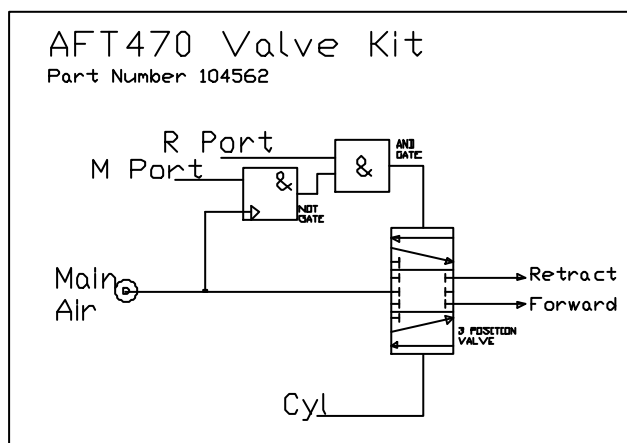 AFT470 Valve Kit
Part Number 104562
R Port
AND
GATE
M Port
&
&
NOT
GATE
Main
Air
Retract
Forward
3 POSITION
VALVE
Cyl